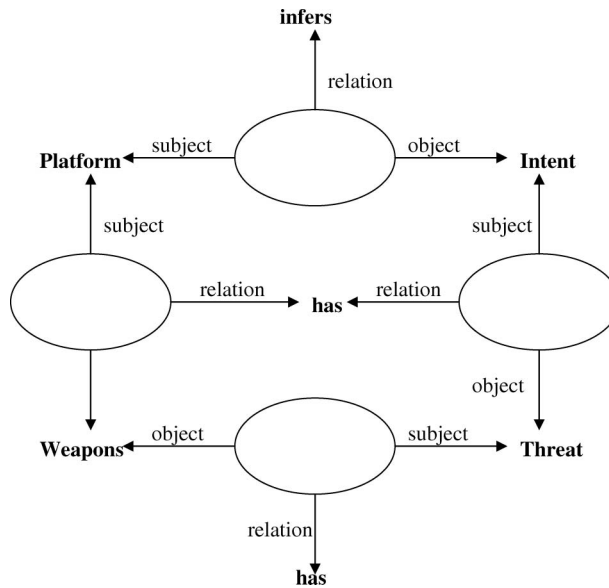 infers
relation
subject
object
Platform
Intent
subject
subject
relation
relation
has
object
object
subject
Weapons
Threat
relation
has